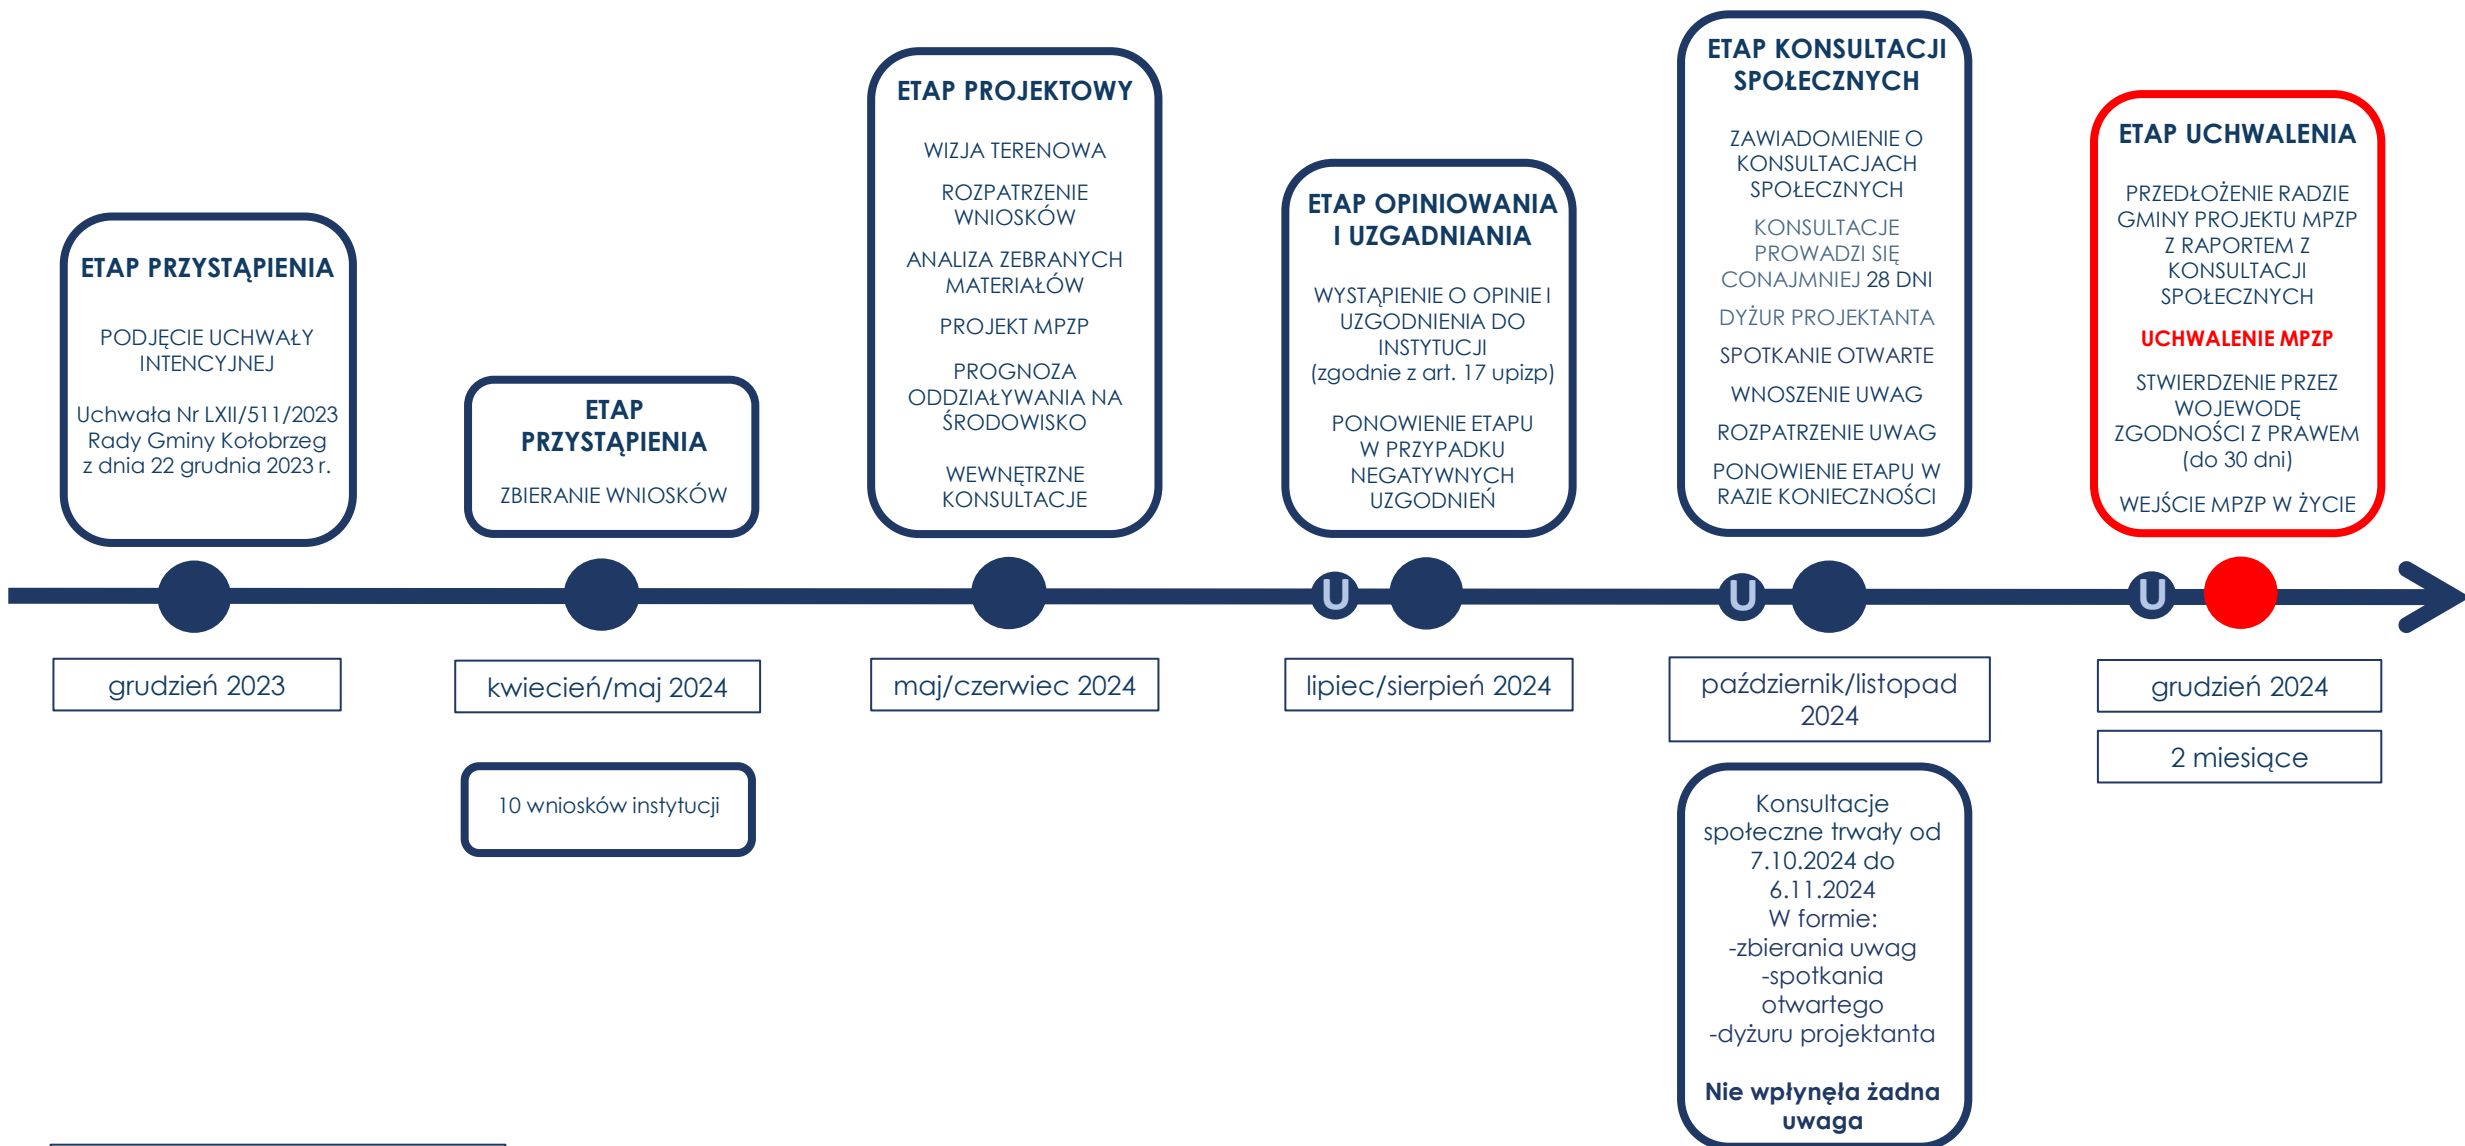 ETAP PRZYSTĄPIENIA
PODJĘCIE UCHWAŁY
INTENCYJNEJ
Uchwała Nr LXII/511/2023
Rady Gminy Kołobrzeg
z dnia 22 grudnia 2023 r.
grudzień 2023
ETAP
PRZYSTĄPIENIA
ZBIERANIE WNIOSKÓW
kwiecień/maj 2024
10 wniosków instytucji
ETAP PROJEKTOWY
WIZJA TERENOWA
ROZPATRZENIE
WNIOSKÓW
ANALIZA ZEBRANYCH
MATERIAŁÓW
PROJEKT MPZP
PROGNOZA
ODDZIAŁYWANIA NA
ŚRODOWISKO
WEWNĘTRZNE
KONSULTACJE
maj/czerwiec 2024
ETAP OPINIOWANIA
I UZGADNIANIA
WYSTĄPIENIE O OPINIE I
UZGODNIENIA DO
INSTYTUCJI
(zgodnie z art. 17 upizp)
PONOWIENIE ETAPU
W PRZYPADKU
NEGATYWNYCH
UZGODNIEŃ
U
lipiec/sierpień 2024
ETAP KONSULTACJI
SPOŁECZNYCH
ZAWIADOMIENIE O
KONSULTACJACH
SPOŁECZNYCH
KONSULTACJE
PROWADZI SIĘ
CONAJMNIEJ 28 DNI
DYŻUR PROJEKTANTA
SPOTKANIE OTWARTE
WNOSZENIE UWAG
ROZPATRZENIE UWAG
PONOWIENIE ETAPU W
RAZIE KONIECZNOŚCI
U
październik/listopad
2024
Konsultacje
społeczne trwały od
7.10.2024 do
6.11.2024
W formie:
-zbierania uwag
-spotkania
otwartego
-dyżuru projektanta
Nie wpłynęła żadna
uwaga
ETAP UCHWALENIA
PRZEDŁOŻENIE RADZIE
GMINY PROJEKTU MPZP
Z RAPORTEM Z
KONSULTACJI
SPOŁECZNYCH
UCHWALENIE MPZP
STWIERDZENIE PRZEZ
WOJEWODĘ
ZGODNOŚCI Z PRAWEM
(do 30 dni)
WEJŚCIE MPZP W ŻYCIE
U
grudzień 2024
2 miesiące